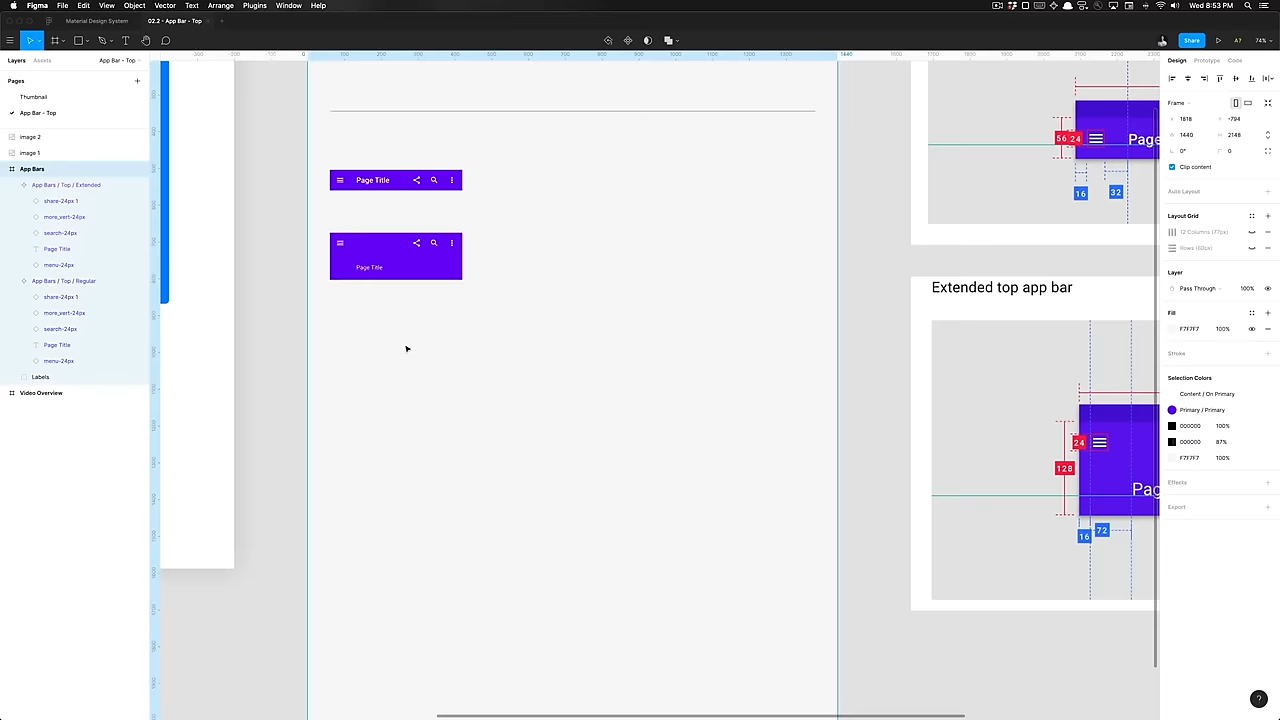 Figma File Edit View Object Vector Text Arrange Plugins Window Help
Wed 8:53 PM
Material Design System
02.2 - App Bar - Top
Share
A?
74%
Layers
Assets
App Bar - Top
Pages
Thumbnail
App Bar - Top
image 2
image 1
App Bars
App Bars / Top / Extended
share-24px 1
more_vert-24px
search-24px
Page Title
menu-24px
App Bars / Top / Regular
share-24px 1
more_vert-24px
search-24px
Page Title
menu-24px
Labels
Video Overview
Page Title
Page Title
56 24
Page
16
32
Extended top app bar
24
128
Pag
16
72
Design
Prototype
Code
Frame
X 1818 Y -794
W 1440 H 2148
0° 0
Clip content
Auto Layout
Layout Grid
12 Columns (77px)
Rows (60px)
Layer
Pass Through 100%
Fill
F7F7F7 100%
Stroke
Selection Colors
Content / On Primary
Primary / Primary
000000 100%
000000 87%
F7F7F7 100%
Effects
Export
?